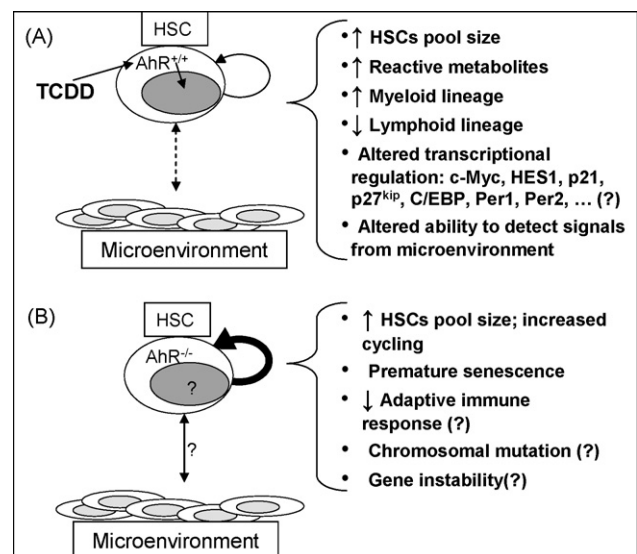 (A)
HSC
AhR+/+
TCDD
Microenvironment
• ↑ HSCs pool size
• ↑ Reactive metabolites
• ↑ Myeloid lineage
• ↓ Lymphoid lineage
• Altered transcriptional
regulation: c-Myc, HES1, p21,
p27kip, C/EBP, Per1, Per2, ... (?)
• Altered ability to detect signals
from microenvironment
(B)
HSC
AhR-/-
?
?
Microenvironment
• ↑ HSCs pool size; increased
cycling
• Premature senescence
• ↓ Adaptive immune
response (?)
• Chromosomal mutation (?)
• Gene instability(?)